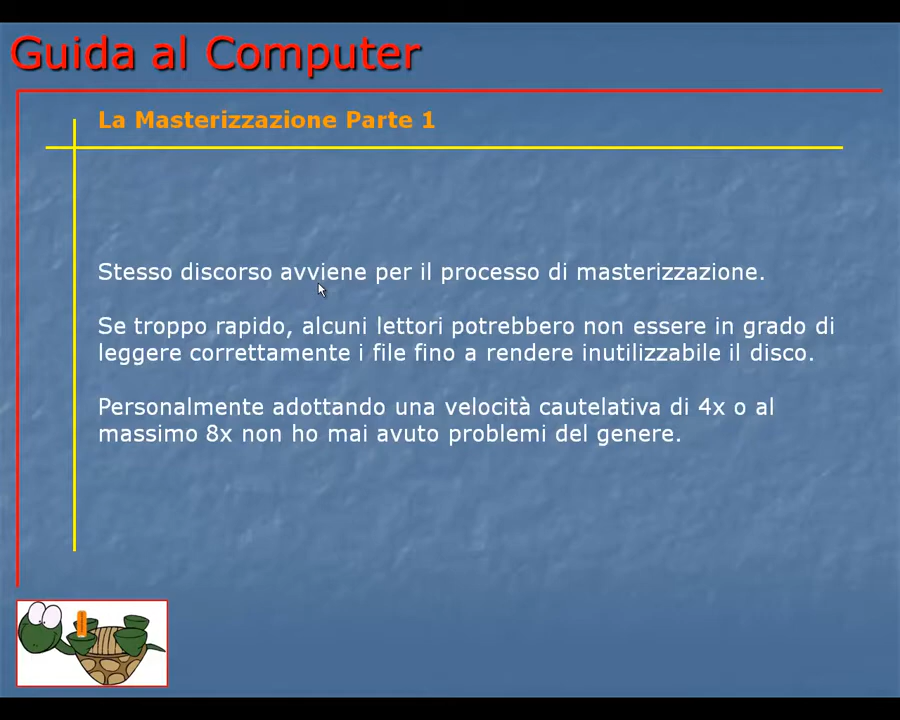 Guida al Computer
La Masterizzazione Parte 1
Stesso discorso avviene per il processo di masterizzazione.
Se troppo rapido, alcuni lettori potrebbero non essere in grado di
leggere correttamente i file fino a rendere inutilizzabile il disco.
Personalmente adottando una velocità cautelativa di 4x o al
massimo 8x non ho mai avuto problemi del genere.